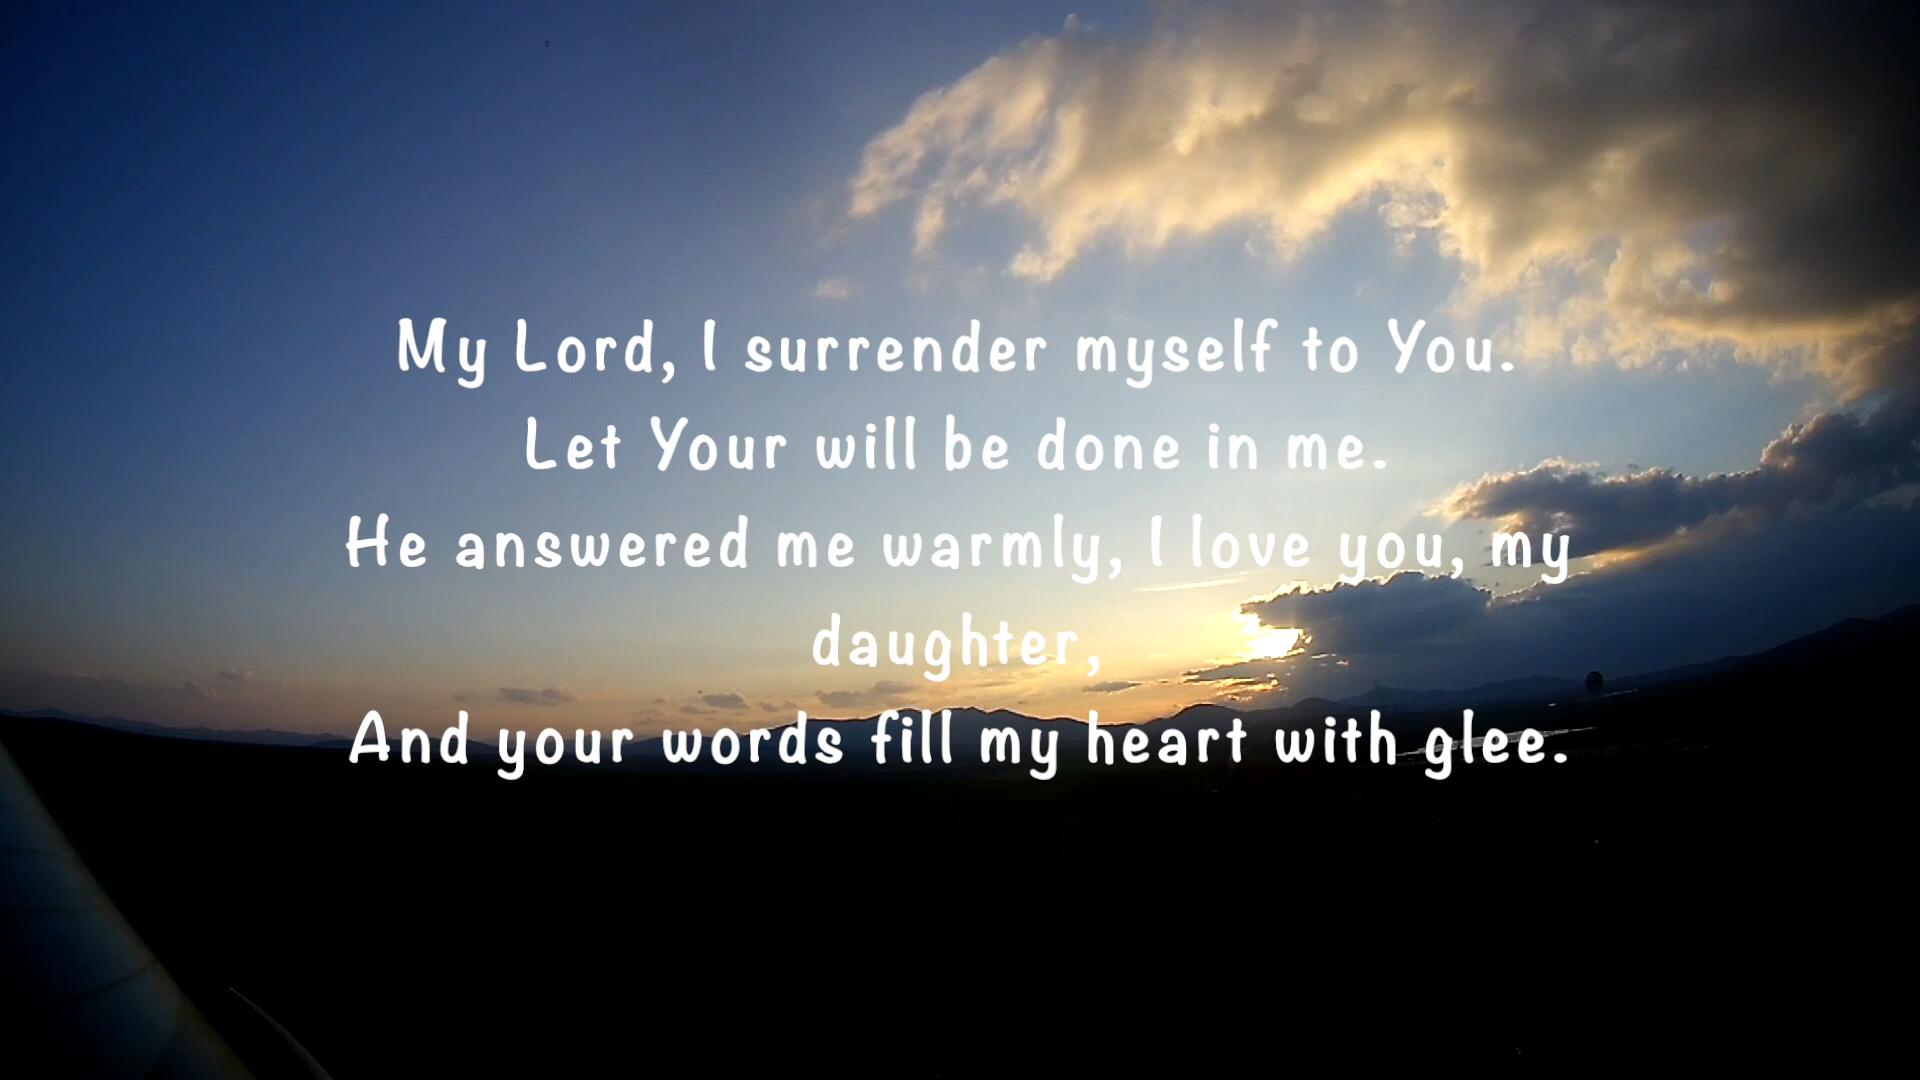 My Lord, I surrender myself to You.
Let Your will be done in me.
He answered me warmly, I love you, my
daughter,
And your words fill my heart with glee.